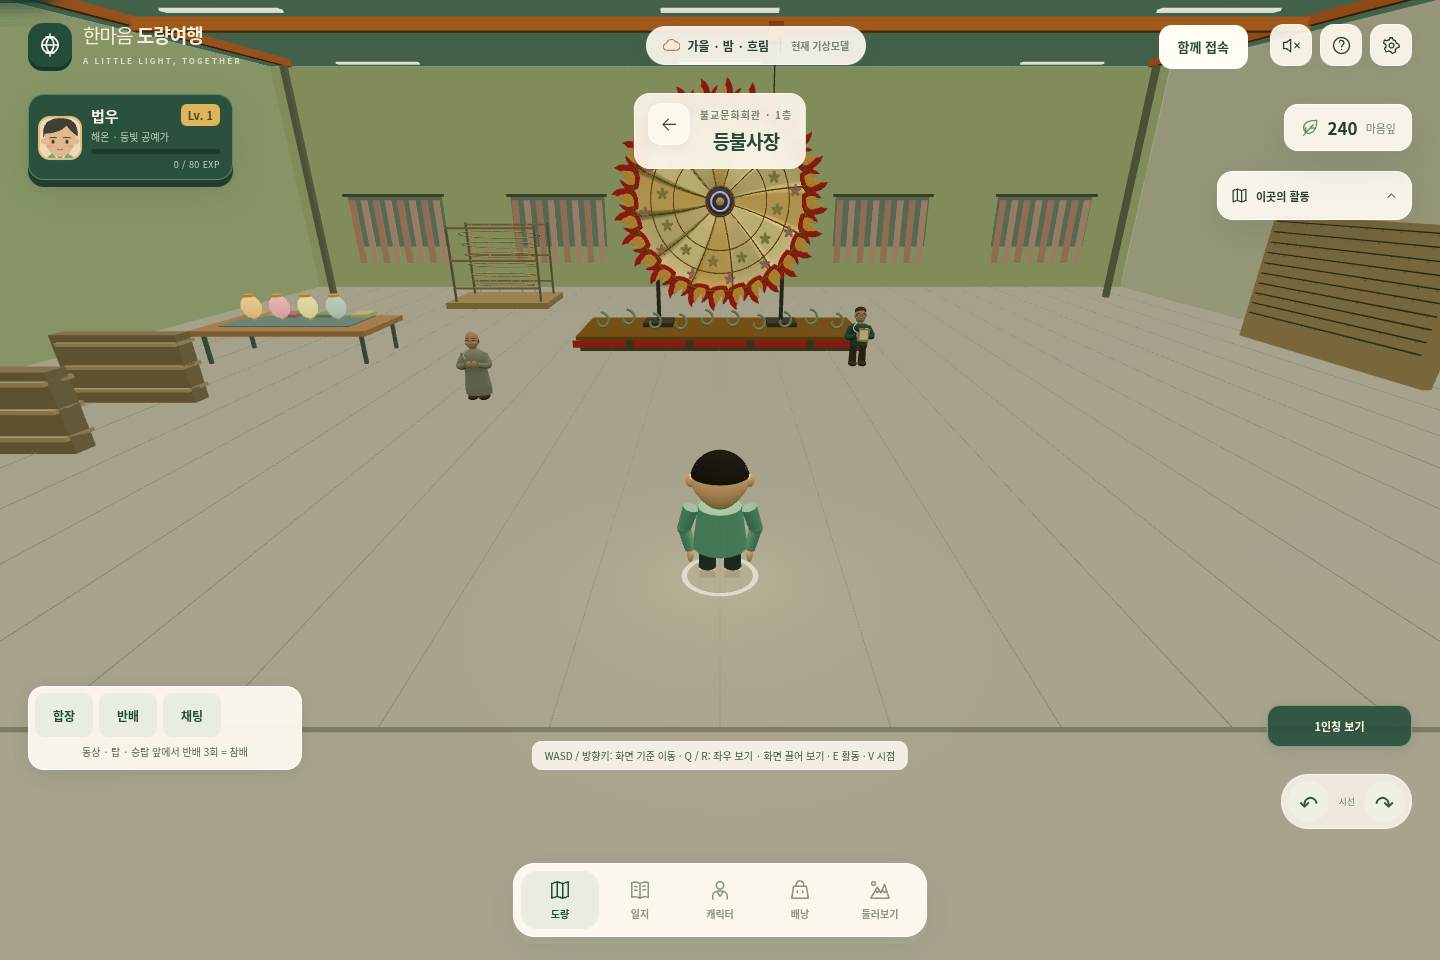 한마음 도량여행
A LITTLE LIGHT, TOGETHER
법우
Lv. 1
해온 · 등빛 공예가
0 / 80 EXP
가을 · 밤 · 흐림
현재 기상모델
불교문화회관 · 1층
등불사장
함께 접속
240 마음잎
이곳의 활동
합장
반배
채팅
동상 · 탑 · 승탑 앞에서 반배 3회 = 참배
WASD / 방향키: 화면 기준 이동 · Q / R: 좌우 보기 · 화면 끌어 보기 · E 활동 · V 시점
1인칭 보기
시선
도량
일지
캐릭터
배낭
둘러보기